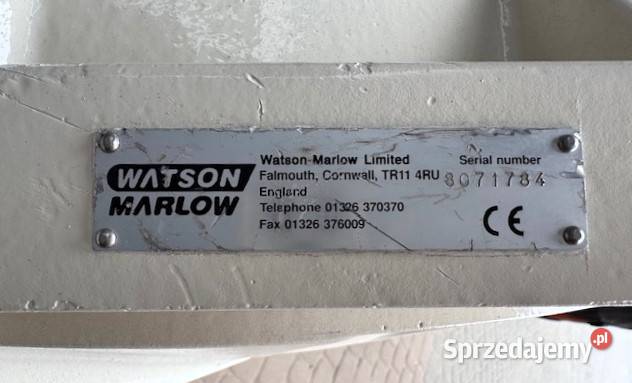 WATSON
MARLOW
Watson-Marlow Limited
Falmouth, Cornwall, TR11 4RU
England
Telephone 01326 370370
Fax 01326 376009
Serial number
8071784
CE
Sprzedajemy.pl